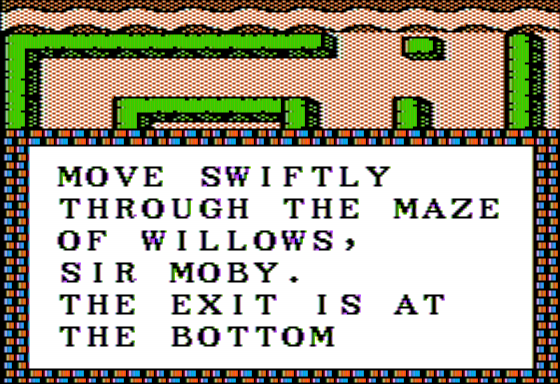 MOVE SWIFTLY
THROUGH THE MAZE
OF WILLOWS,
SIR MOBY.
THE EXIT IS AT
THE BOTTOM